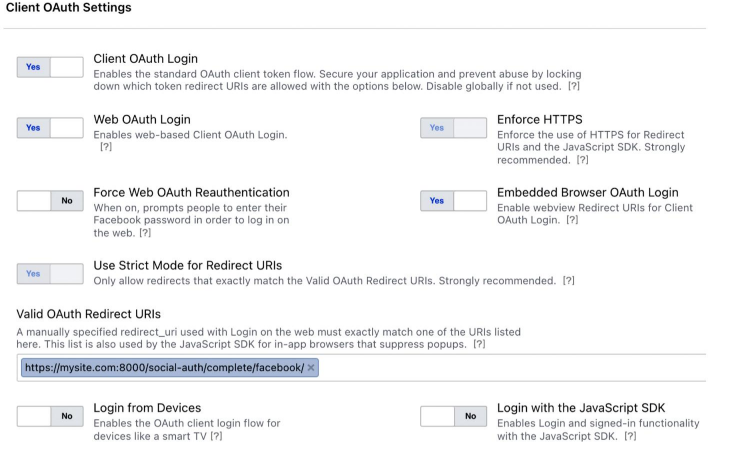 Client OAuth Settings
Yes
Client OAuth Login
Enables the standard OAuth client token flow. Secure your application and prevent abuse by locking
down which token redirect URIs are allowed with the options below. Disable globally if not used. [?]
Yes
Web OAuth Login
Enables web-based Client OAuth Login.
[?]
Yes
Enforce HTTPS
Enforce the use of HTTPS for Redirect
URIs and the JavaScript SDK. Strongly
recommended. [?]
No
Force Web OAuth Reauthentication
When on, prompts people to enter their
Facebook password in order to log in on
the web. [?]
Yes
Embedded Browser OAuth Login
Enable webview Redirect URIs for Client
OAuth Login. [?]
Yes
Use Strict Mode for Redirect URIs
Only allow redirects that exactly match the Valid OAuth Redirect URIs. Strongly recommended. [?]
Valid OAuth Redirect URIs
A manually specified redirect_uri used with Login on the web must exactly match one of the URIs listed
here. This list is also used by the JavaScript SDK for in-app browsers that suppress popups. [?]
https://mysite.com:8000/social-auth/complete/facebook/ ×
No
Login from Devices
Enables the OAuth client login flow for
devices like a smart TV [?]
No
Login with the JavaScript SDK
Enables Login and signed-in functionality
with the JavaScript SDK. [?]